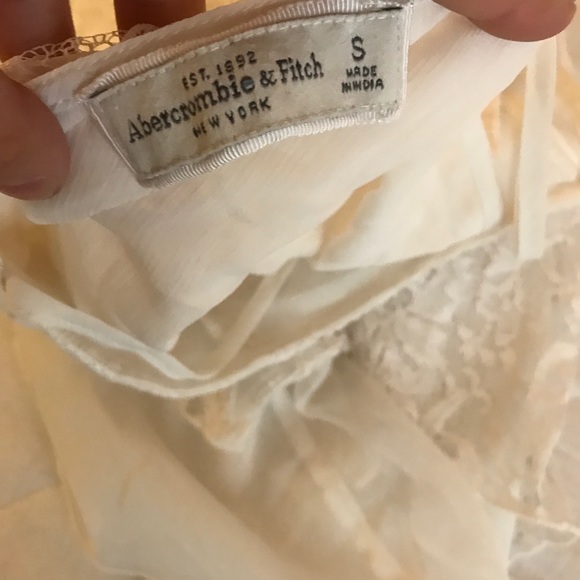 EST. 1892
Abercrombie & Fitch
NEW YORK
S
MADE
IN INDIA